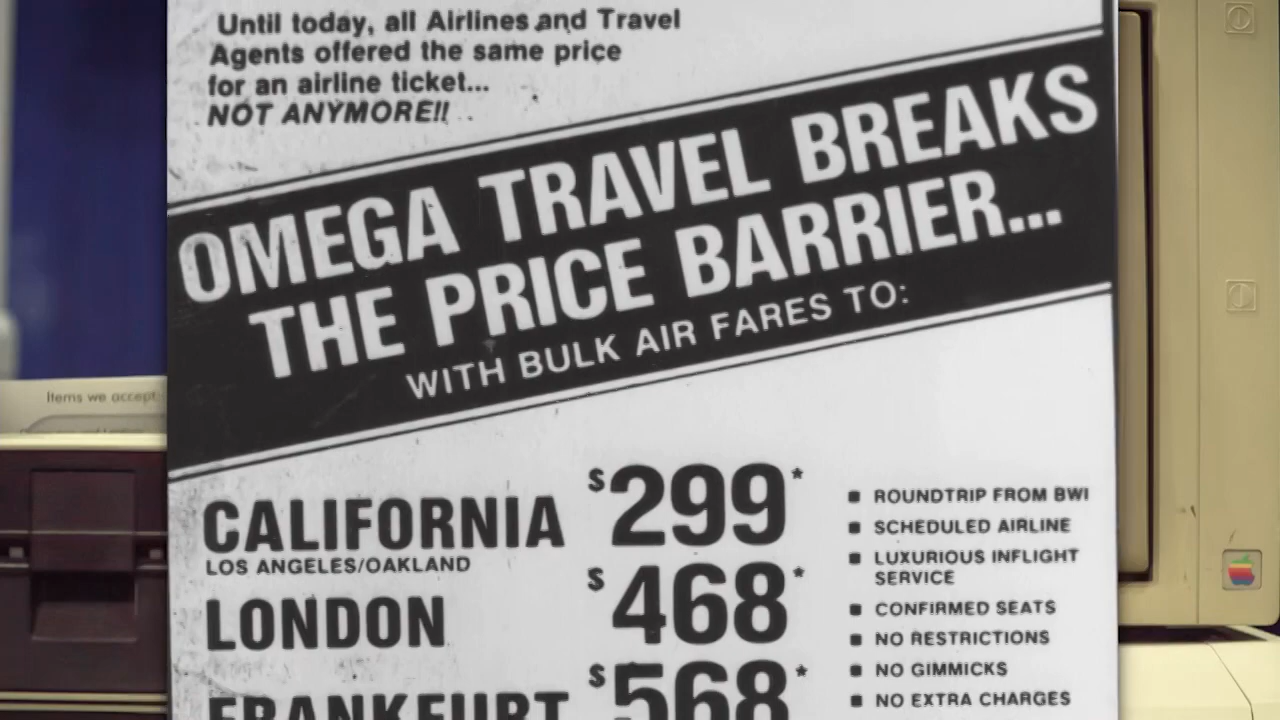 Until today, all Airlines and Travel
Agents offered the same price
for an airline ticket...
NOT ANYMORE!!
OMEGA TRAVEL BREAKS
THE PRICE BARRIER...
WITH BULK AIR FARES TO:
CALIFORNIA $299*
LOS ANGELES/OAKLAND
LONDON $468*
FRANKFURT $568*
■ ROUNDTRIP FROM BWI
■ SCHEDULED AIRLINE
■ LUXURIOUS INFLIGHT
SERVICE
■ CONFIRMED SEATS
■ NO RESTRICTIONS
■ NO GIMMICKS
■ NO EXTRA CHARGES
Items we accept